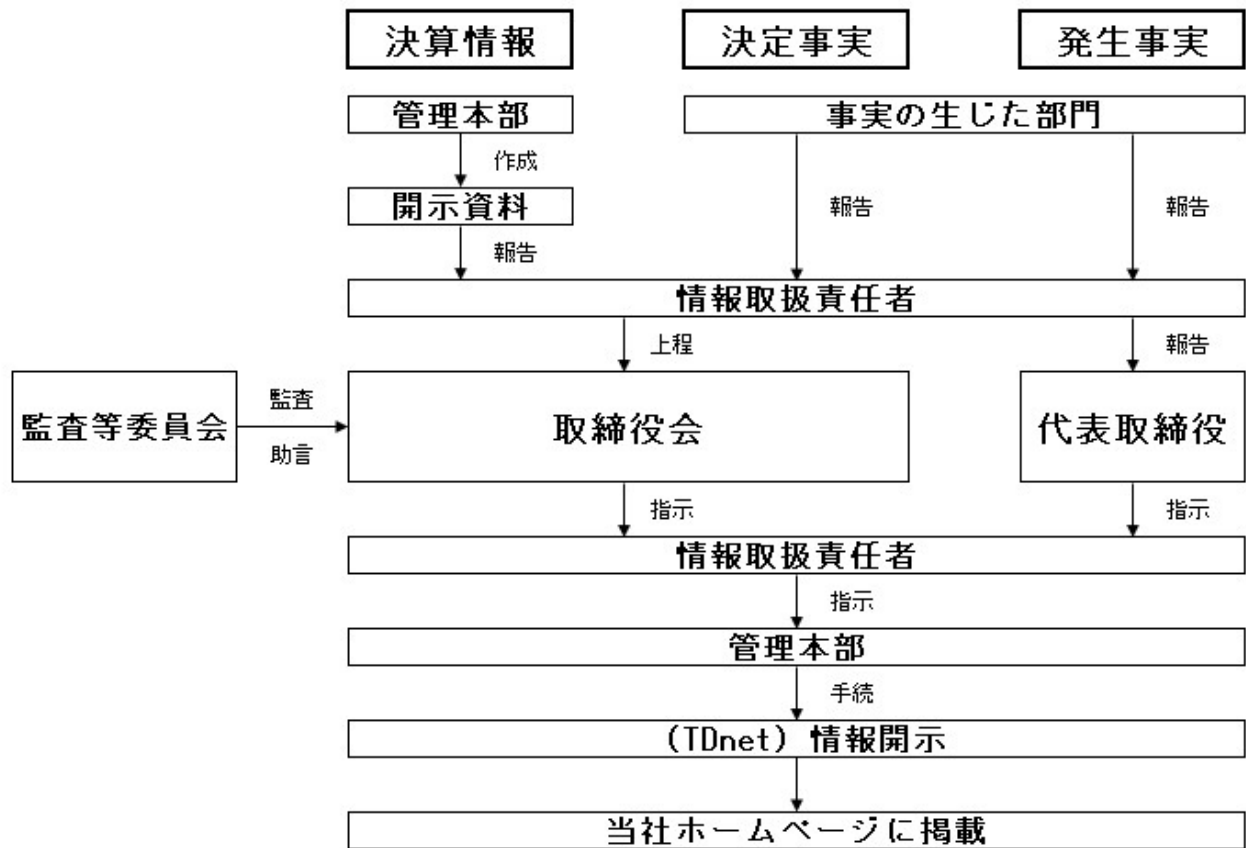 決算情報
決定事実
発生事実
管理本部
事実の生じた部門
作成
開示資料
報告
報告
報告
情報取扱責任者
上程
報告
監査等委員会
監査
助言
取締役会
代表取締役
指示
指示
情報取扱責任者
指示
管理本部
手続
(TDnet) 情報開示
当社ホームページに掲載